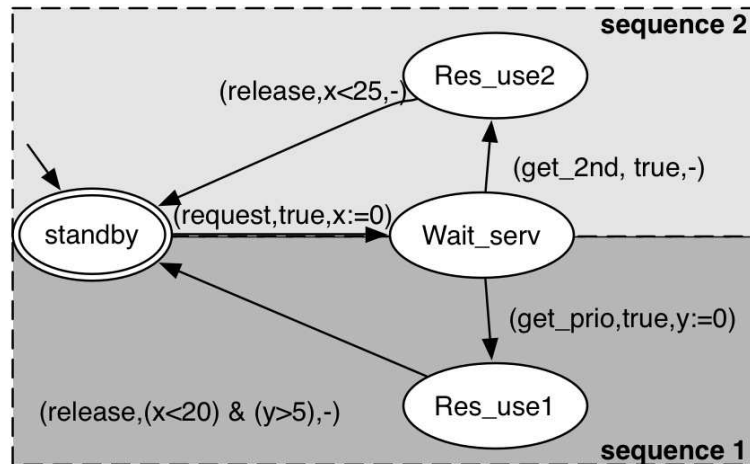 sequence 2
Res_use2
(release,x<25,-)
(get_2nd, true,-)
(request,true,x:=0)
standby
Wait_serv
(get_prio,true,y:=0)
(release,(x<20) & (y>5),-)
Res_use1
sequence 1